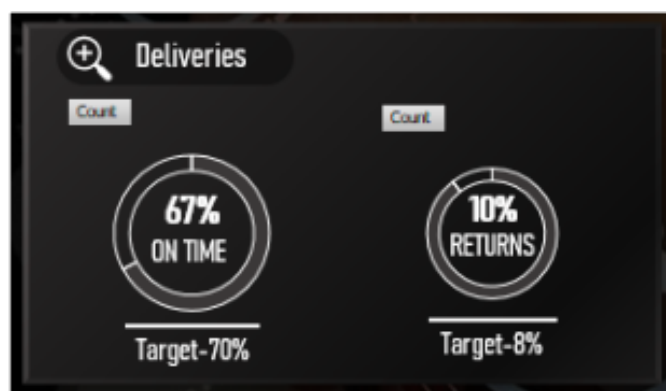 Deliveries
Count
Count
67%
ON TIME
10%
RETURNS
Target-70%
Target-8%